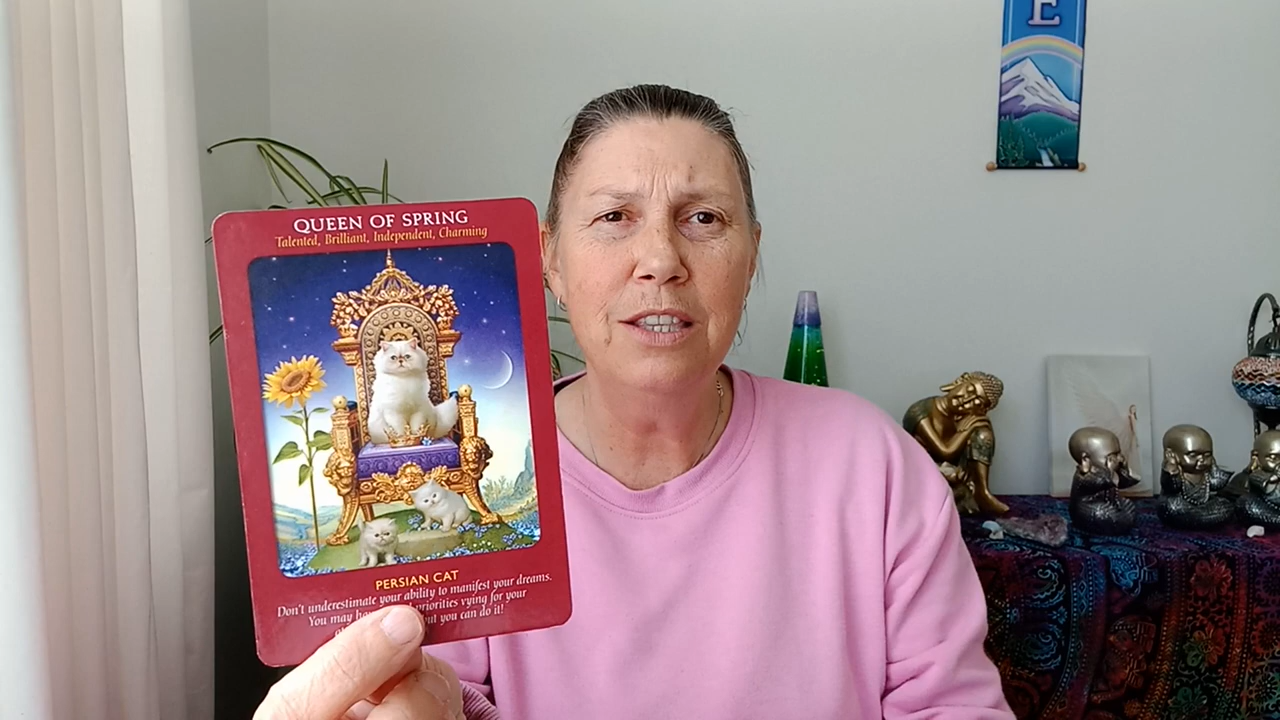 QUEEN OF SPRING
Talented, Brilliant, Independent, Charming
PERSIAN CAT
Don't underestimate your ability to manifest your dreams.
You may priorities vying for your
but you can do it!
E